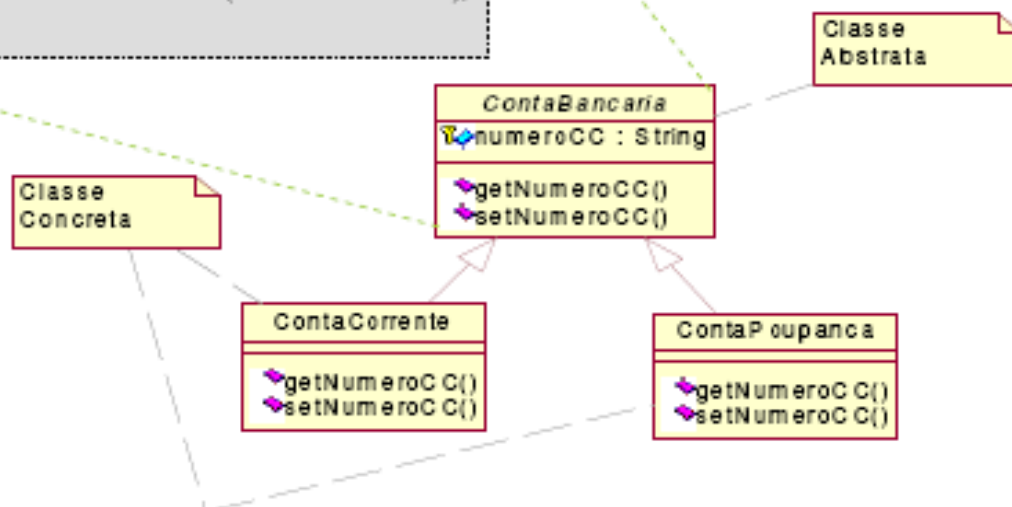 Classe
Abstrata
ContaBancaria
numeroCC : String
getNumeroCC()
setNumeroCC()
Classe
Concreta
ContaCorrente
getNumeroCC()
setNumeroCC()
ContaPoupanca
getNumeroCC()
setNumeroCC()